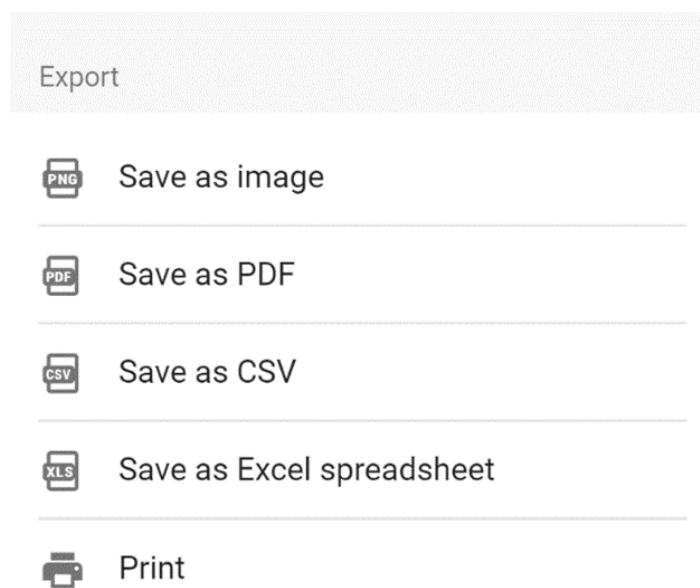 Export
PNG
Save as image
PDF
Save as PDF
CSV
Save as CSV
XLS
Save as Excel spreadsheet
Print